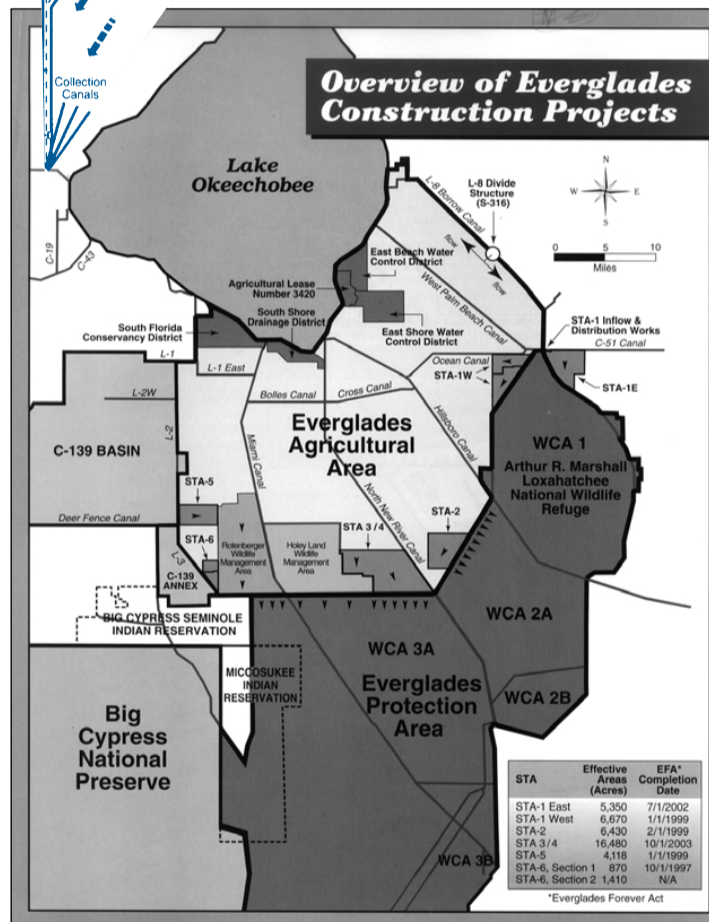 Collection
Canals
Overview of Everglades
Construction Projects
Lake
Okeechobee
L-8 Borrow Canal
L-8 Divide
Structure
(S-316)
N
W
E
S
flow
flow
0 5 10
Miles
C-19
C-43
East Beach Water
Control District
Agricultural Lease
Number 3420
West Palm Beach Canal
South Shore
Drainage District
East Shore Water
Control District
South Florida
Conservancy District
STA-1 Inflow &
Distribution Works
C-51 Canal
L-1
L-1 East
Ocean Canal
STA-1W
STA-1E
L-2W
Bolles Canal
Cross Canal
Hillsboro Canal
L-2
Everglades
Agricultural
Area
Miami Canal
C-139 BASIN
WCA 1
Arthur R. Marshall
Loxahatchee
National Wildlife
Refuge
STA-5
North New River Canal
STA-2
Deer Fence Canal
STA 3/4
STA-6
Rotenberger
Wildlife
Management
Area
Holey Land
Wildlife
Management
Area
L-3
C-139
ANNEX
BIG CYPRESS SEMINOLE
INDIAN RESERVATION
WCA 2A
WCA 3A
MICCOSUKEE
INDIAN
RESERVATION
Everglades
Protection
Area
WCA 2B
Big
Cypress
National
Preserve
STA Effective Areas (Acres) EFA* Completion Date
STA-1 East 5,350 7/1/2002
STA-1 West 6,670 1/1/1999
STA-2 6,430 2/1/1999
STA 3/4 16,480 10/1/2003
STA-5 4,118 1/1/1999
STA-6, Section 1 870 10/1/1997
STA-6, Section 2 1,410 N/A
WCA 3B
*Everglades Forever Act